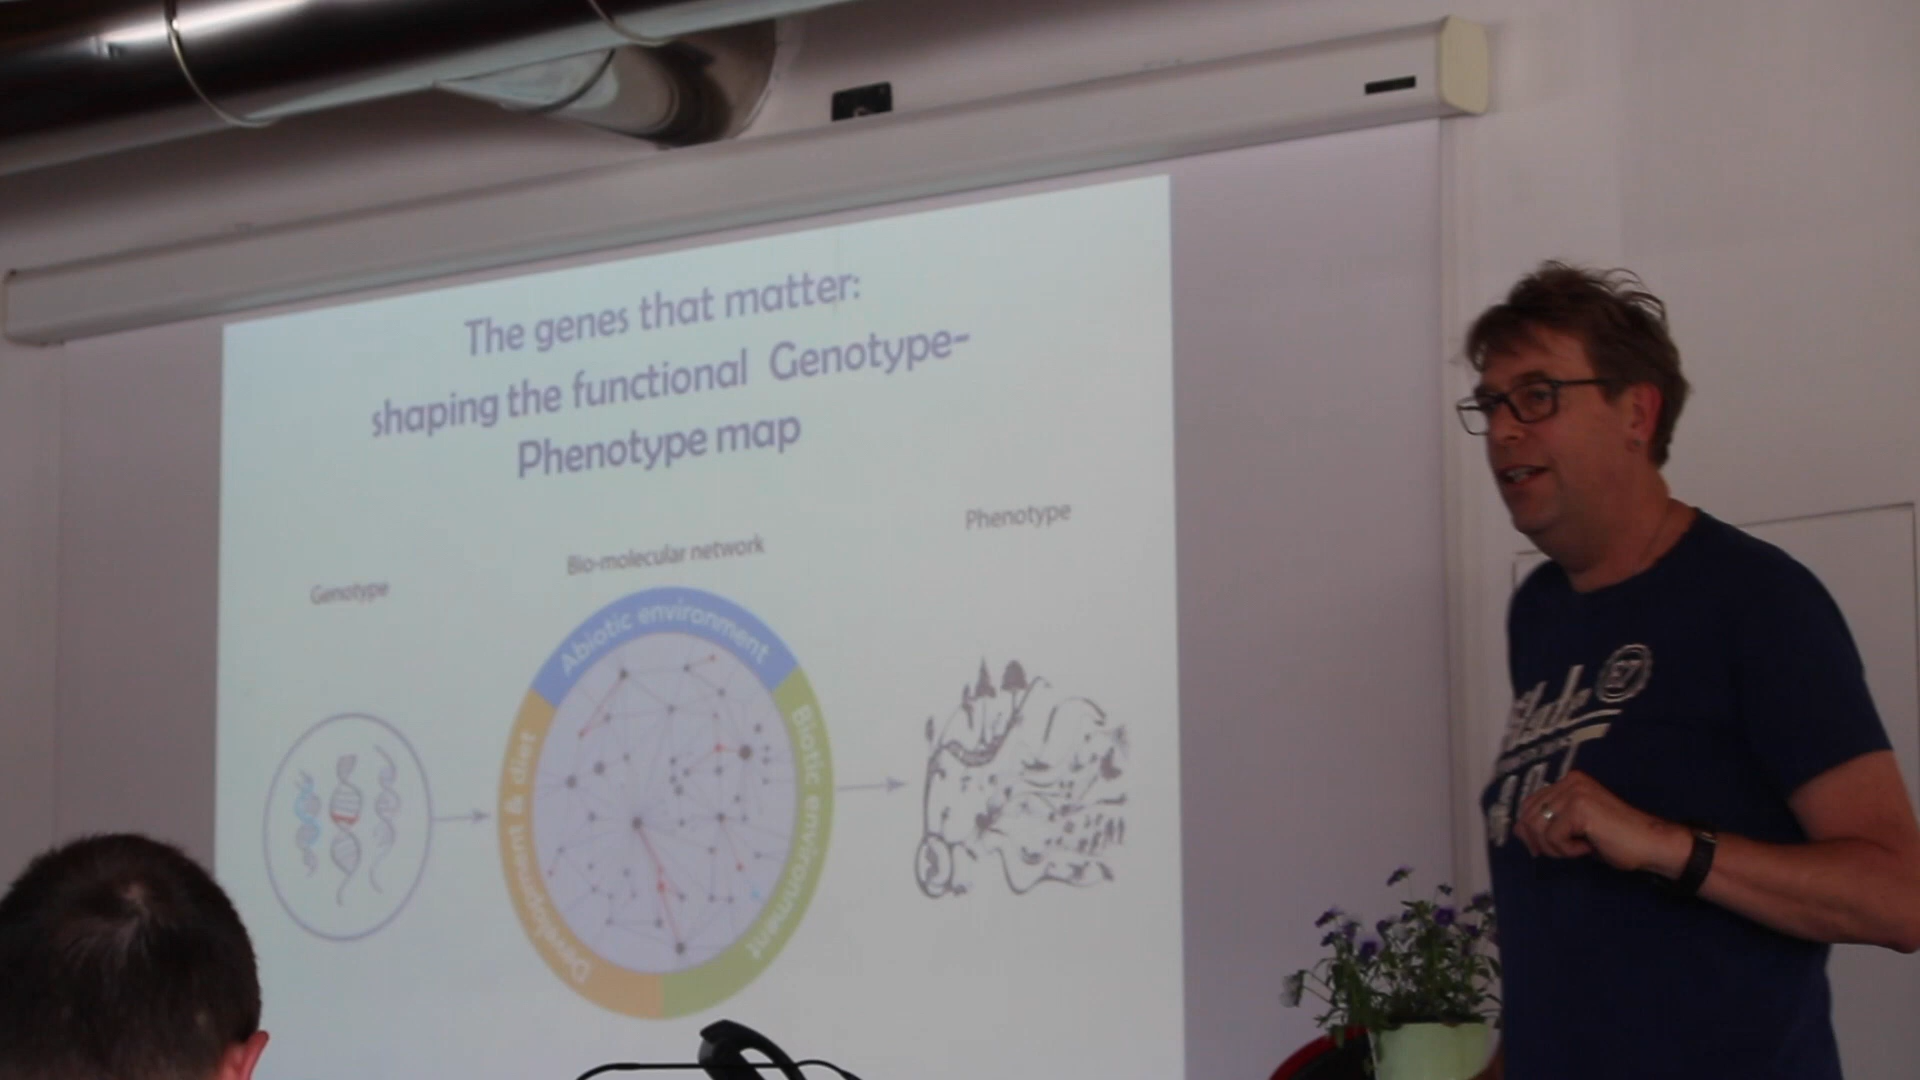 The genes that matter:
shaping the functional Genotype-
Phenotype map
Genotype
Bio-molecular network
Phenotype
Abiotic environment
Biotic environment
Development & diet
67